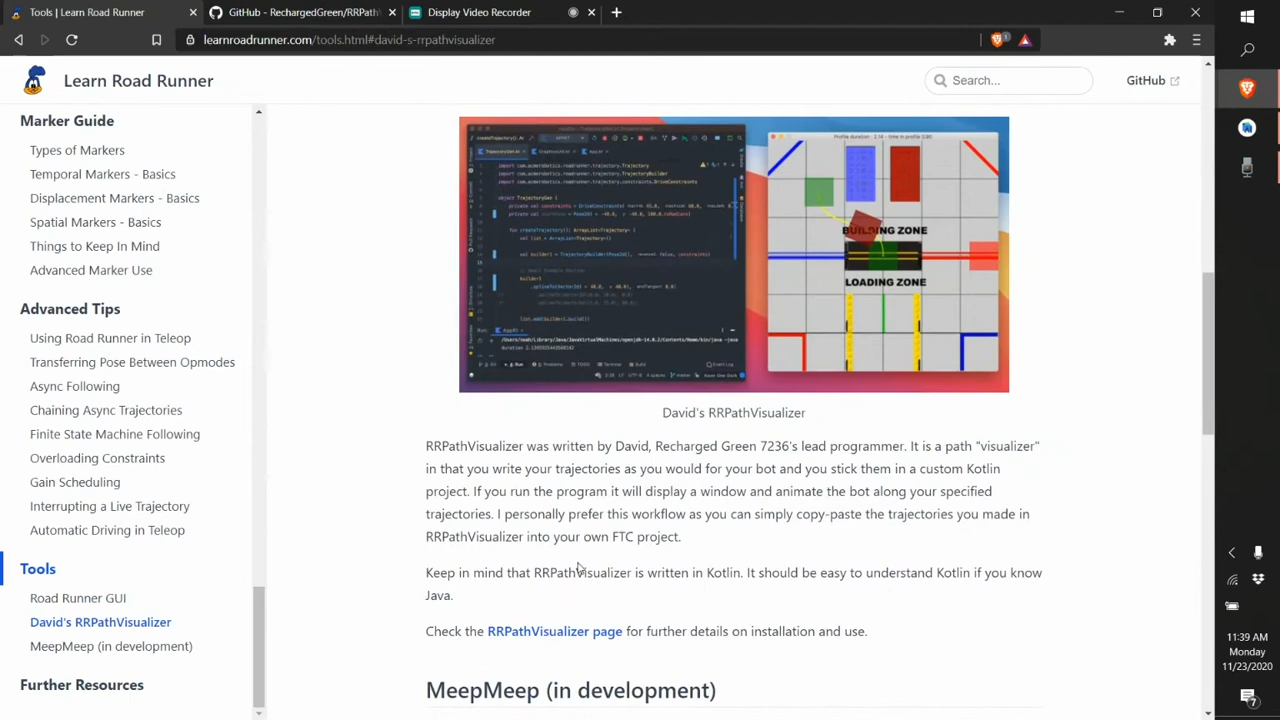 Tools | Learn Road Runner
GitHub - RechargedGreen/RRPath
Display Video Recorder
learnroadrunner.com/tools.html#david-s-rrpathvisualizer
Learn Road Runner
Search...
GitHub
Marker Guide
Types of Markers
Temporal Markers - Basics
Displacement Markers - Basics
Spatial Markers - Basics
Things to Keep In Mind
Advanced Marker Use
Advanced Tips
Using Road Runner in Teleop
Transferring Pose Between Opmodes
Async Following
Chaining Async Trajectories
Finite State Machine Following
Overloading Constraints
Gain Scheduling
Interrupting a Live Trajectory
Automatic Driving in Teleop
Tools
Road Runner GUI
David's RRPathVisualizer
MeepMeep (in development)
Further Resources
BUILDING ZONE
LOADING ZONE
David's RRPathVisualizer
RRPathVisualizer was written by David, Recharged Green 7236's lead programmer. It is a path "visualizer"
in that you write your trajectories as you would for your bot and you stick them in a custom Kotlin
project. If you run the program it will display a window and animate the bot along your specified
trajectories. I personally prefer this workflow as you can simply copy-paste the trajectories you made in
RRPathVisualizer into your own FTC project.
Keep in mind that RRPathVisualizer is written in Kotlin. It should be easy to understand Kotlin if you know
Java.
Check the RRPathVisualizer page for further details on installation and use.
MeepMeep (in development)
11:39 AM
Monday
11/23/2020
7